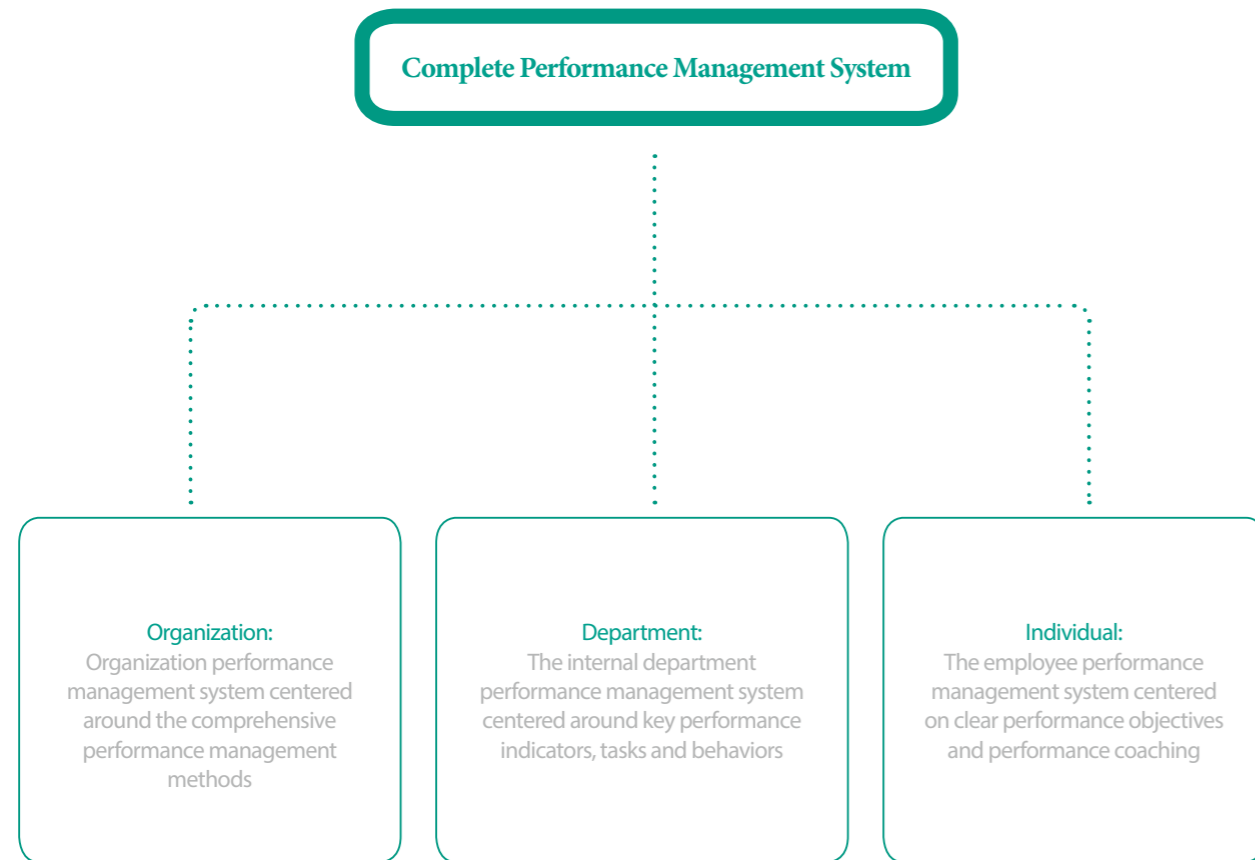 Complete Performance Management System
Organization:
Organization performance
management system centered
around the comprehensive
performance management
methods
Department:
The internal department
performance management system
centered around key performance
indicators, tasks and behaviors
Individual:
The employee performance
management system centered
on clear performance objectives
and performance coaching